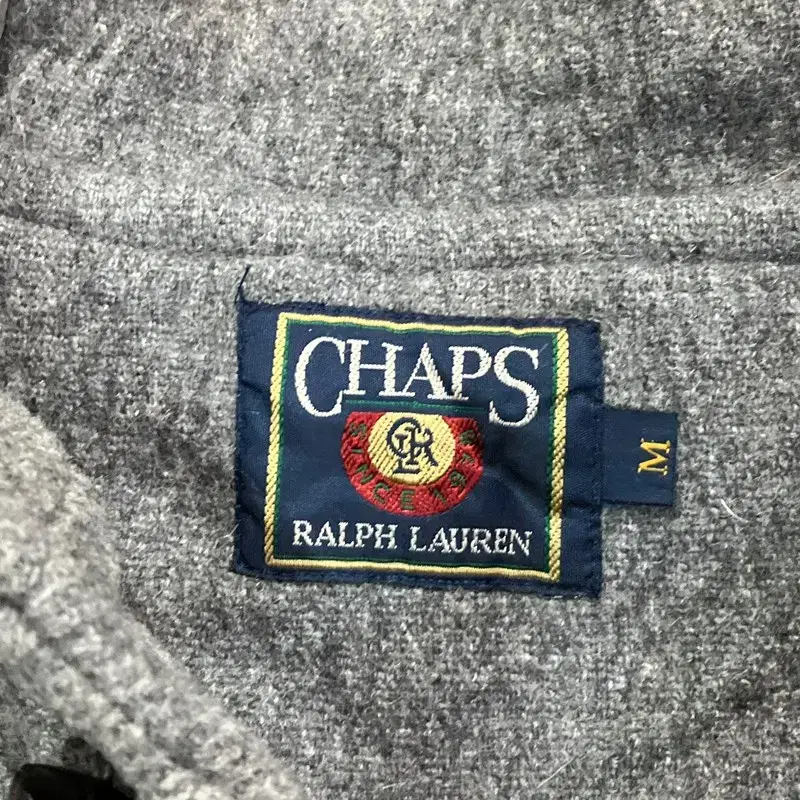 CHAPS
CRL
SINCE 1978
RALPH LAUREN
M